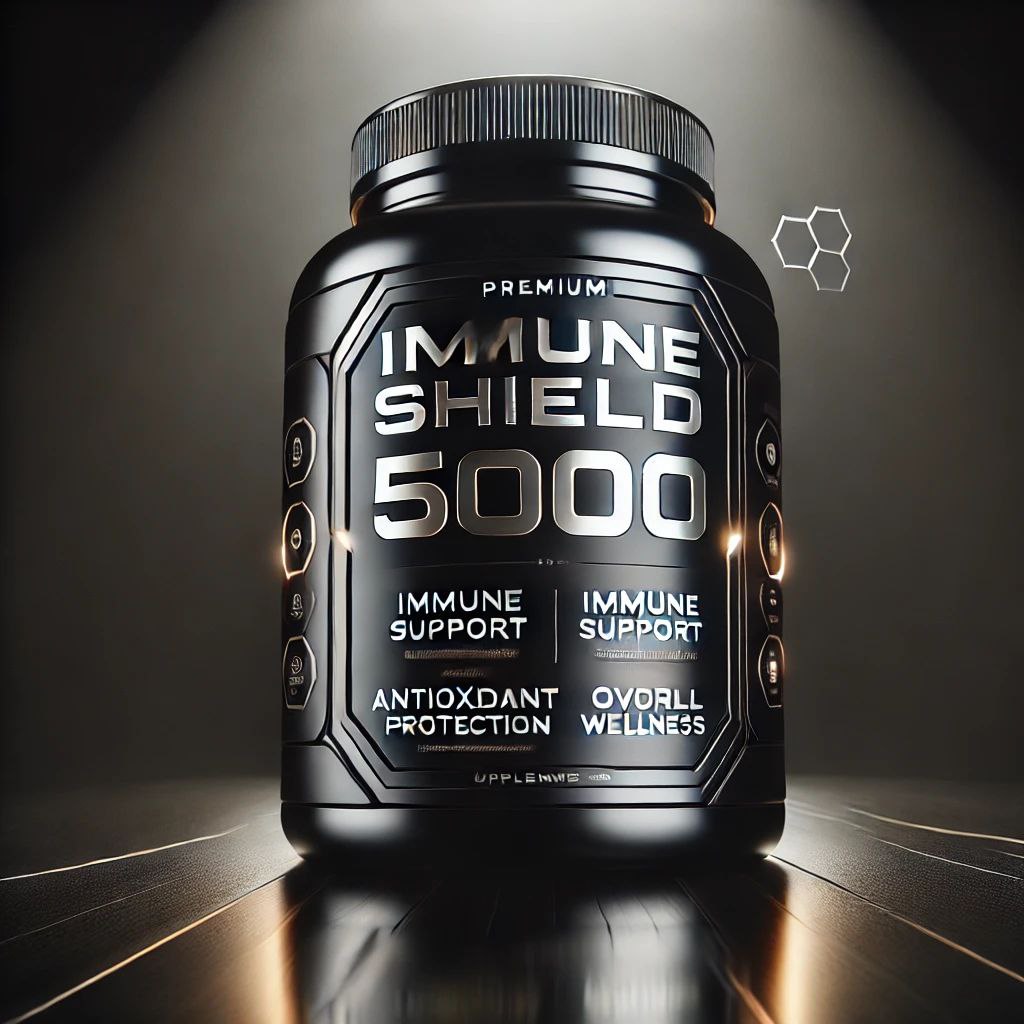 PREMIUM
IMMUNE
SHIELD
5000
IMMUNE
SUPPORT
IMMUNE
SUPPORT
ANTIOXDANT
PROTECTION
OVORLL
WELLNESS